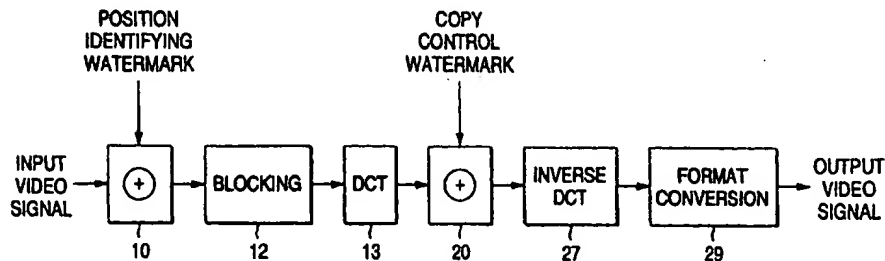 POSITION
IDENTIFYING
WATERMARK
COPY
CONTROL
WATERMARK
INPUT
VIDEO
SIGNAL
+
BLOCKING
DCT
+
INVERSE
DCT
FORMAT
CONVERSION
OUTPUT
VIDEO
SIGNAL
10
12
13
20
27
29